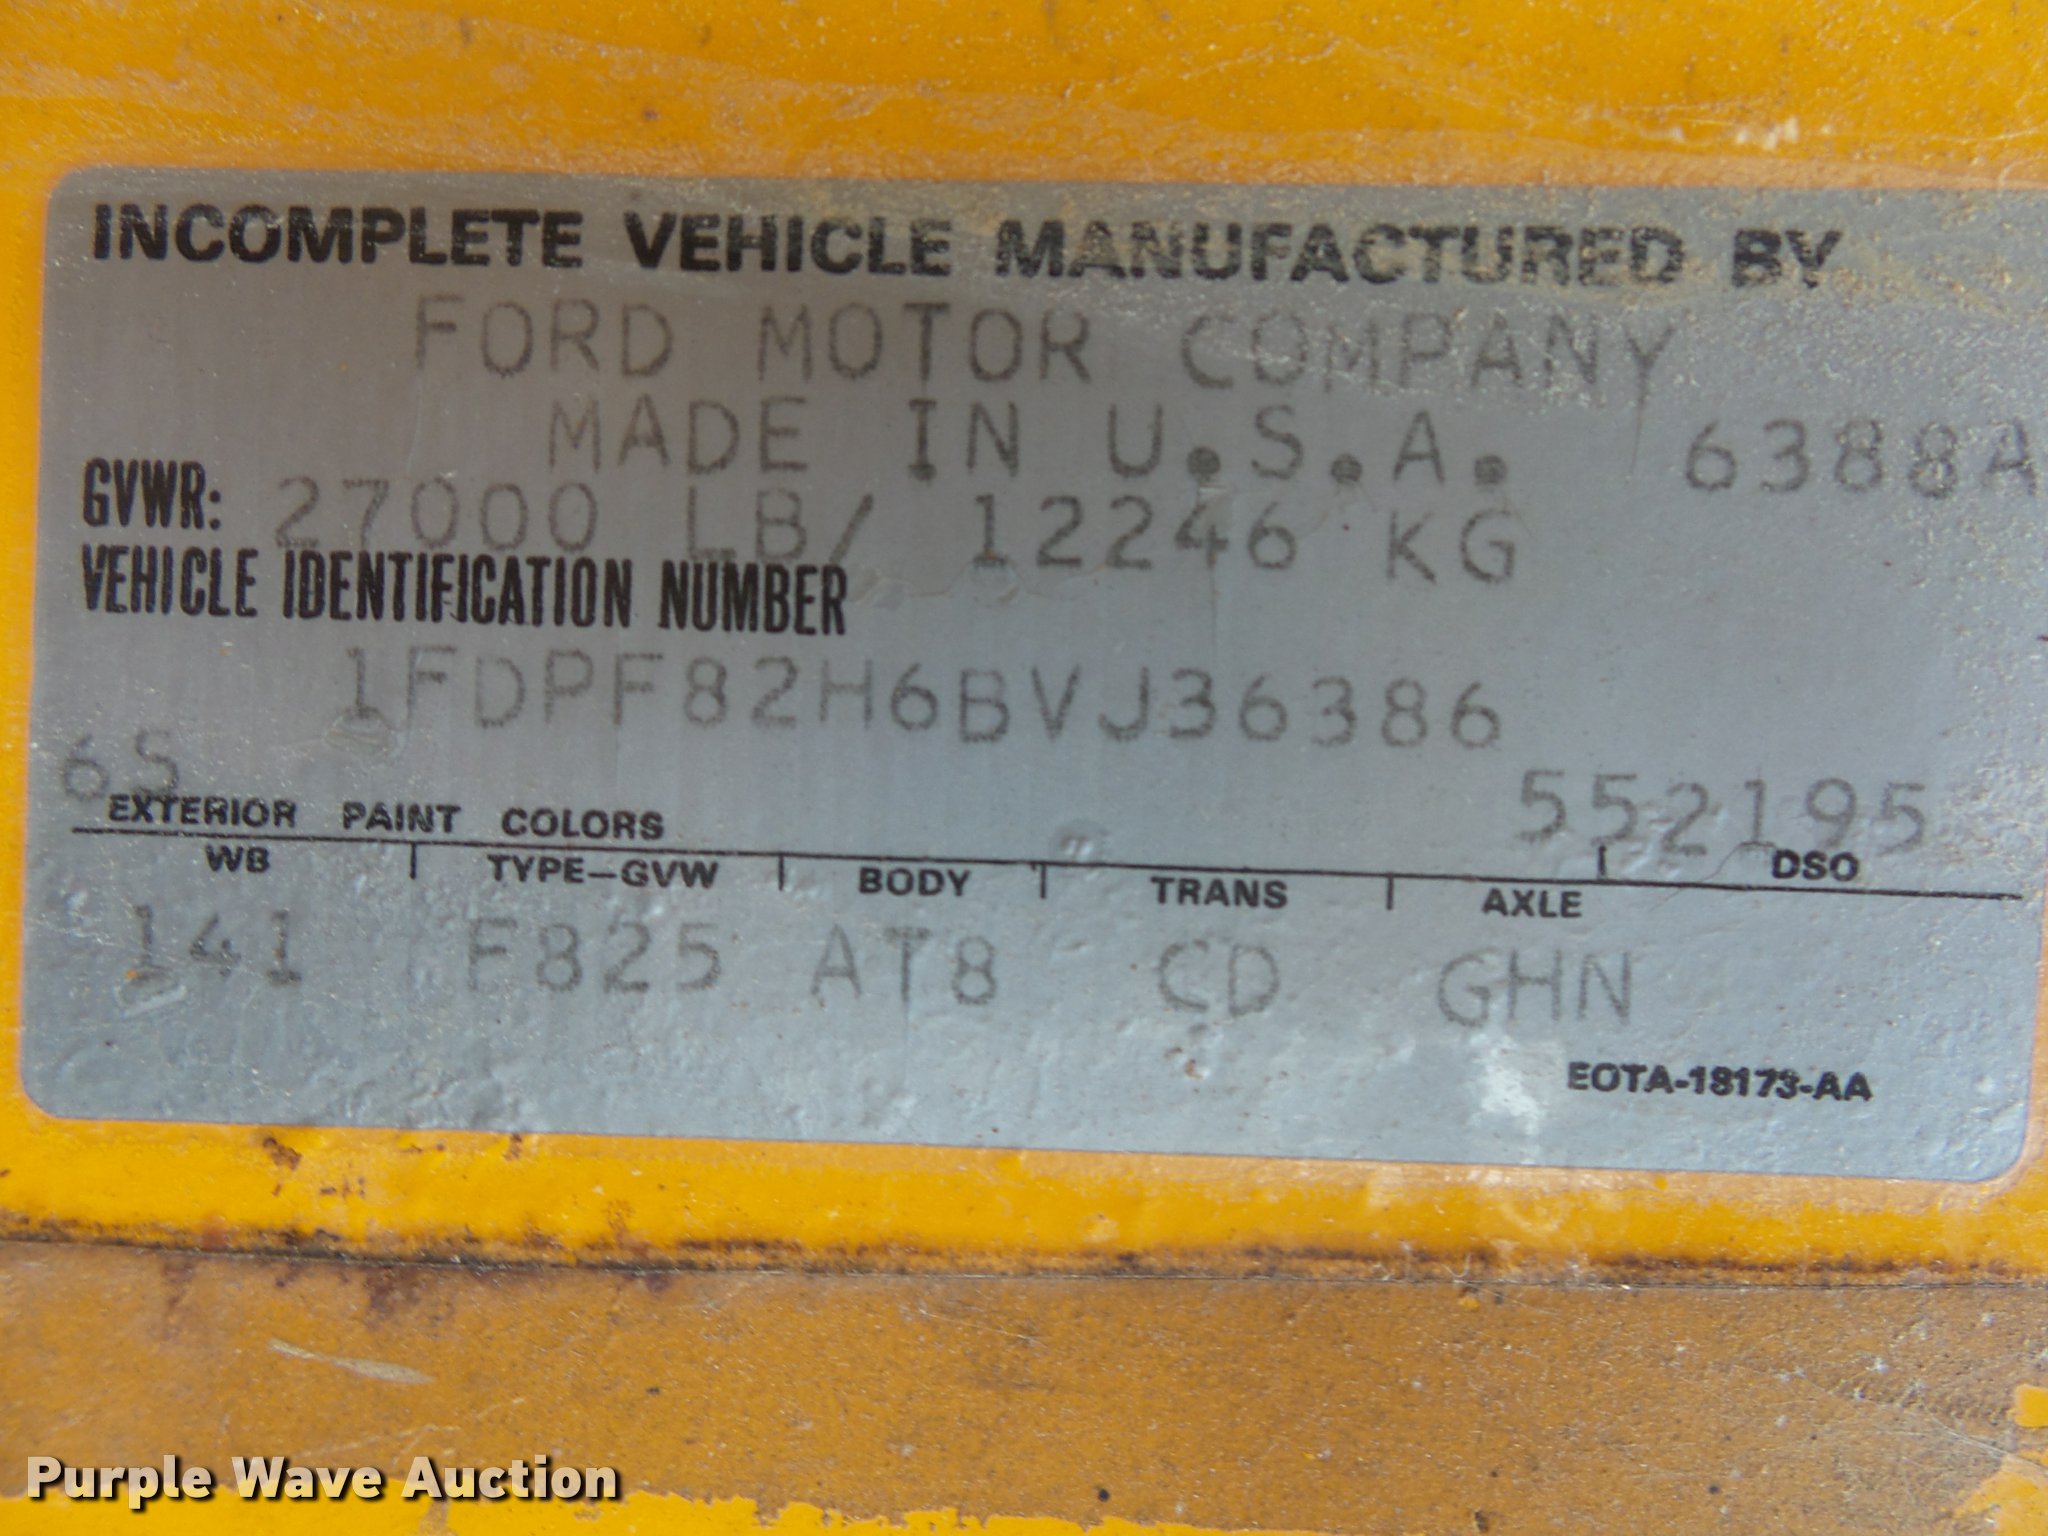 INCOMPLETE VEHICLE MANUFACTURED BY
FORD MOTOR COMPANY
MADE IN U.S.A. 6388A
GVWR: 27000 LB/ 12246 KG
VEHICLE IDENTIFICATION NUMBER
1FDPF82H6BVJ36386
6S 552195
EXTERIOR PAINT COLORS DSO
WB TYPE-GVW BODY TRANS AXLE
141 F825 AT8 CD GHN
EOTA-18173-AA
Purple Wave Auction